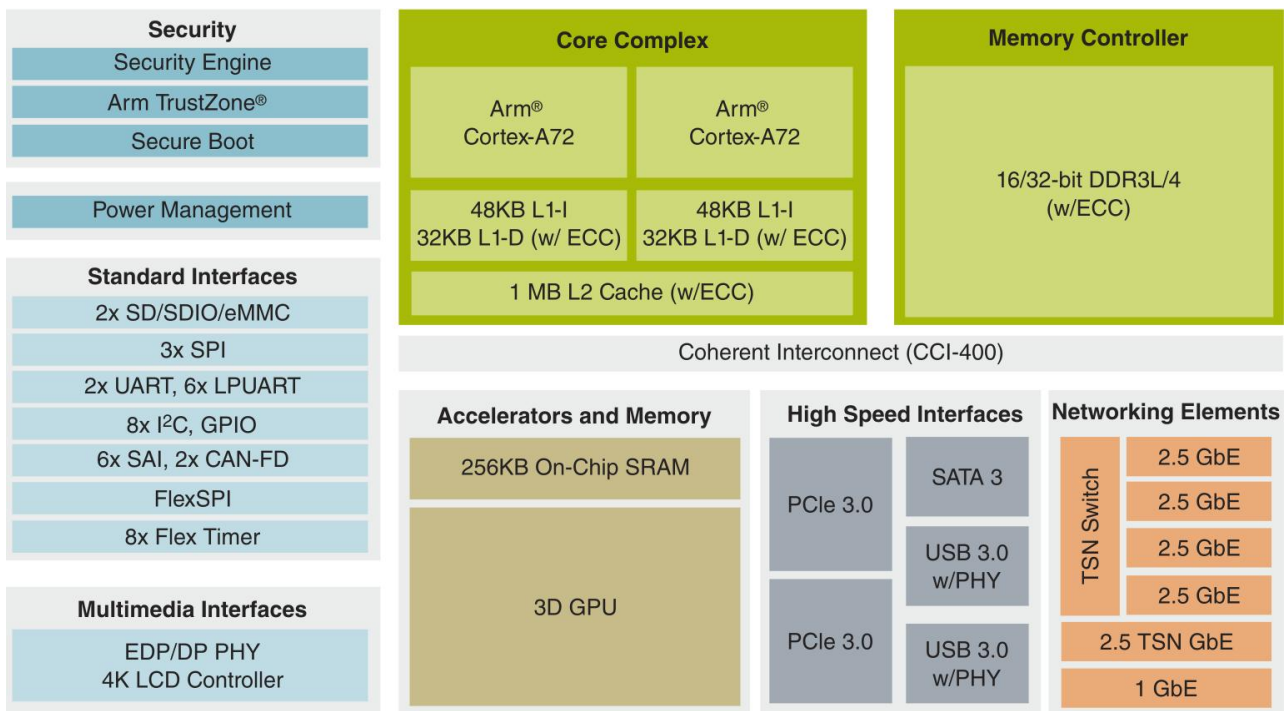 Security
Security Engine
Arm TrustZone®
Secure Boot
Power Management
Standard Interfaces
2x SD/SDIO/eMMC
3x SPI
2x UART, 6x LPUART
8x I²C, GPIO
6x SAI, 2x CAN-FD
FlexSPI
8x Flex Timer
Multimedia Interfaces
EDP/DP PHY
4K LCD Controller
Core Complex
Arm®
Cortex-A72
Arm®
Cortex-A72
48KB L1-I
32KB L1-D (w/ ECC)
48KB L1-I
32KB L1-D (w/ ECC)
1 MB L2 Cache (w/ECC)
Memory Controller
16/32-bit DDR3L/4
(w/ECC)
Coherent Interconnect (CCI-400)
Accelerators and Memory
256KB On-Chip SRAM
3D GPU
High Speed Interfaces
PCIe 3.0
PCIe 3.0
SATA 3
USB 3.0
w/PHY
USB 3.0
w/PHY
Networking Elements
TSN Switch
2.5 GbE
2.5 GbE
2.5 GbE
2.5 GbE
2.5 TSN GbE
1 GbE